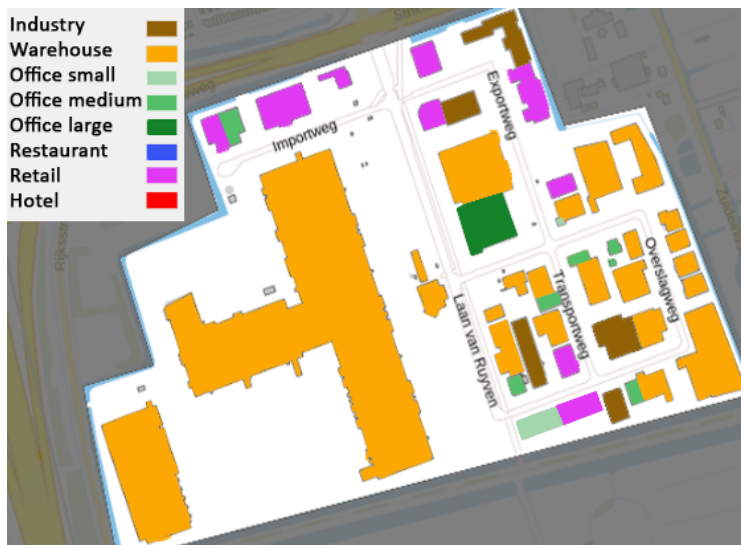 Industry
Warehouse
Office small
Office medium
Office large
Restaurant
Retail
Hotel
Importweg
Exportweg
Laan van Ruyven
Transportweg
Overslagweg